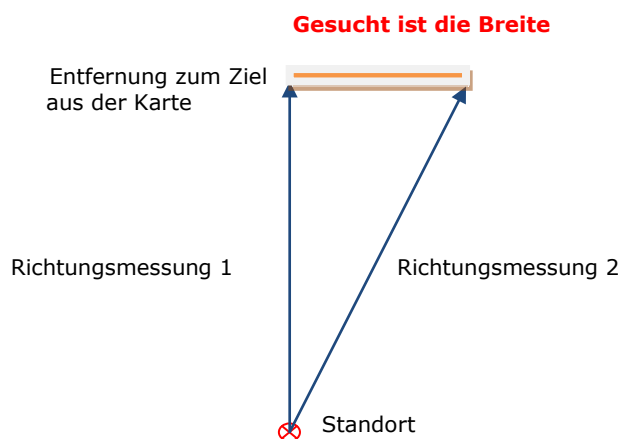 Gesucht ist die Breite
Entfernung zum Ziel
aus der Karte
Richtungsmessung 1
Richtungsmessung 2
Standort